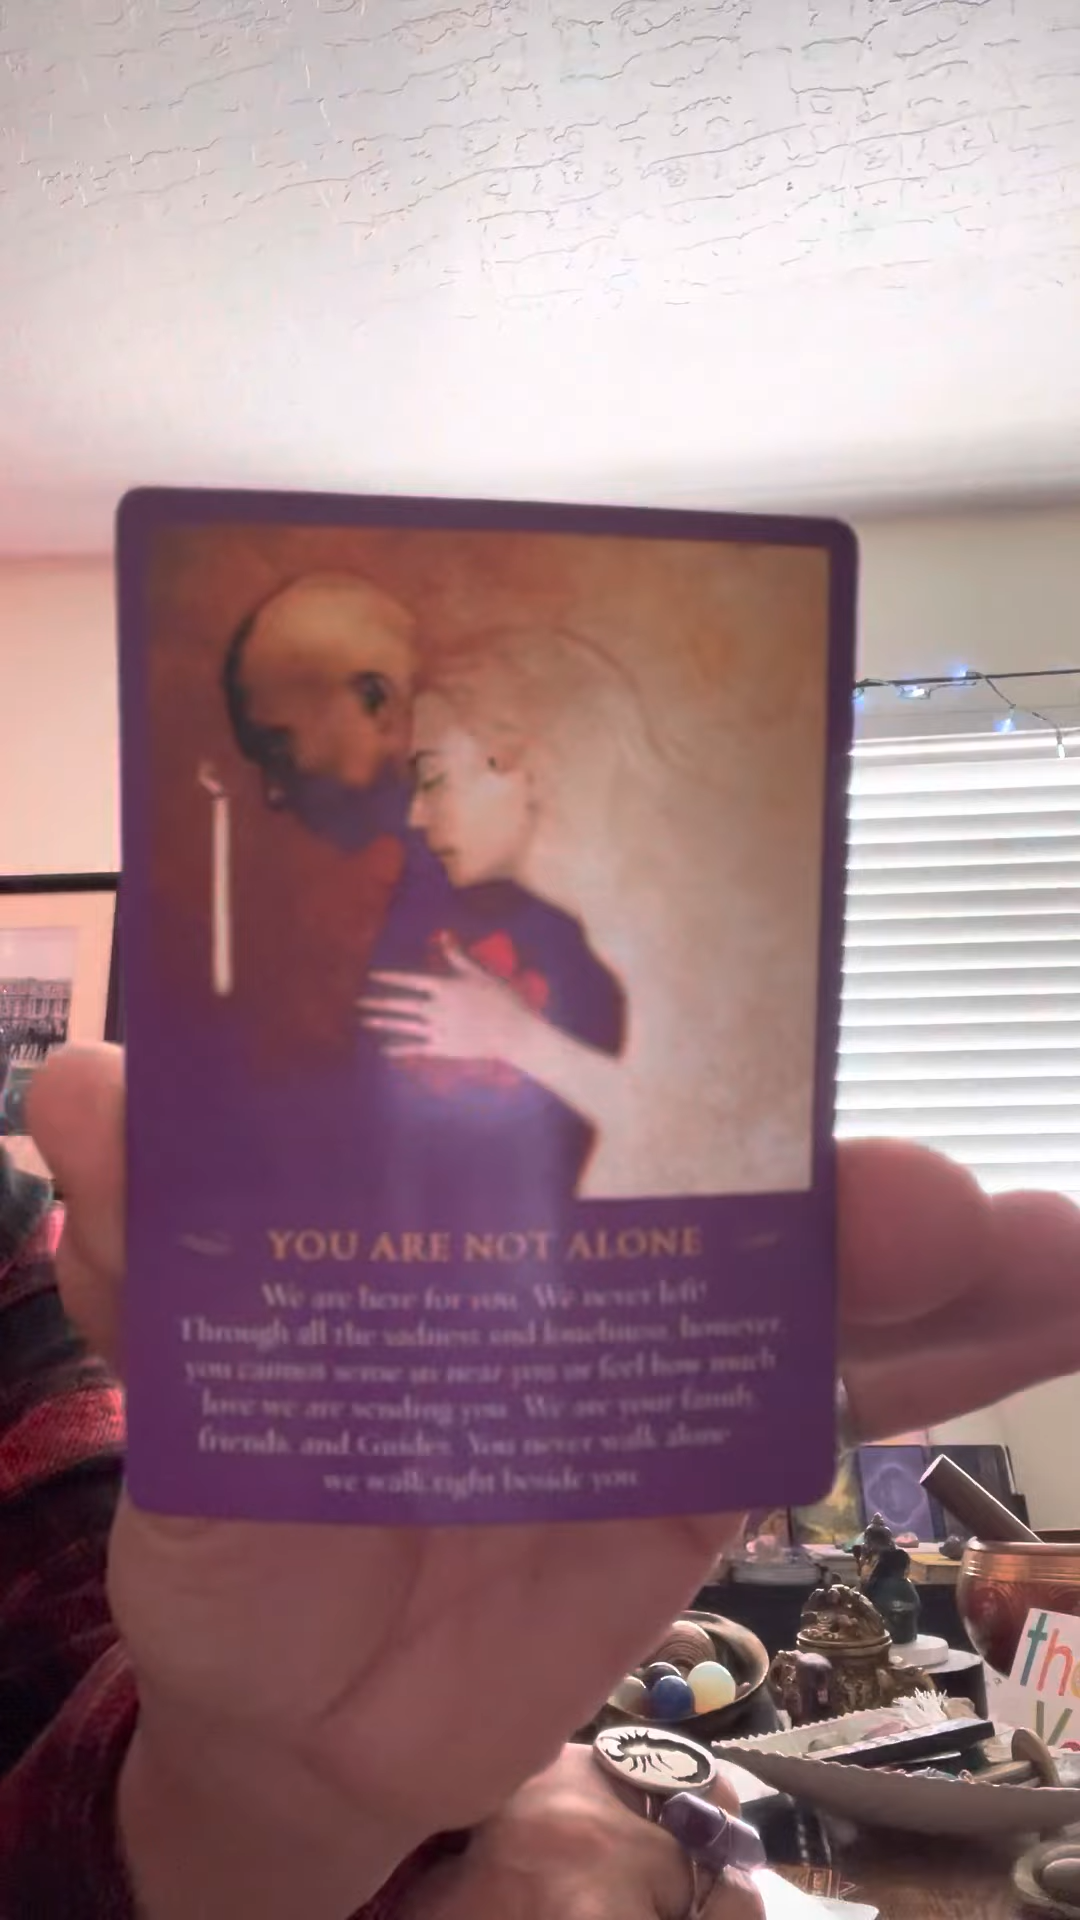 YOU ARE NOT ALONE
We are here for you. We never left!
Through all the sadness and loneliness, however,
you cannot sense us near you or feel how much
love we are sending you. We are your family,
friends, and Guides. You never walk alone
we walk right beside you
the